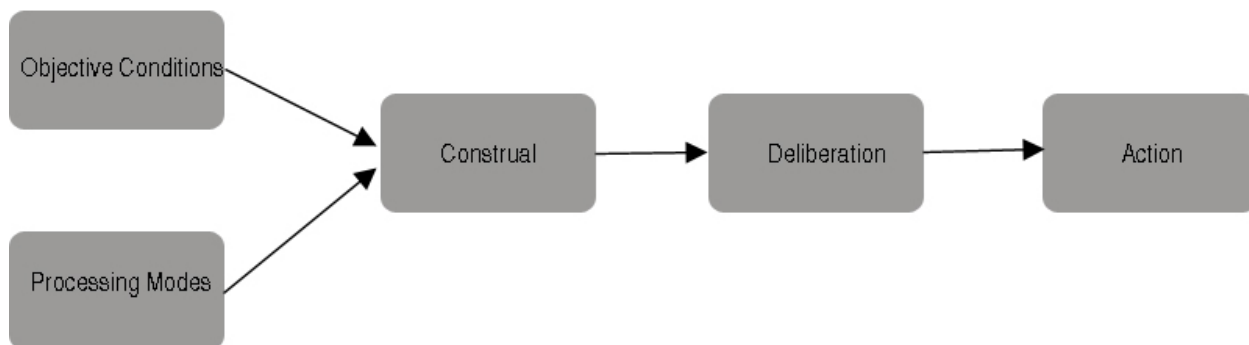 Objective Conditions
Construal
Deliberation
Action
Processing Modes